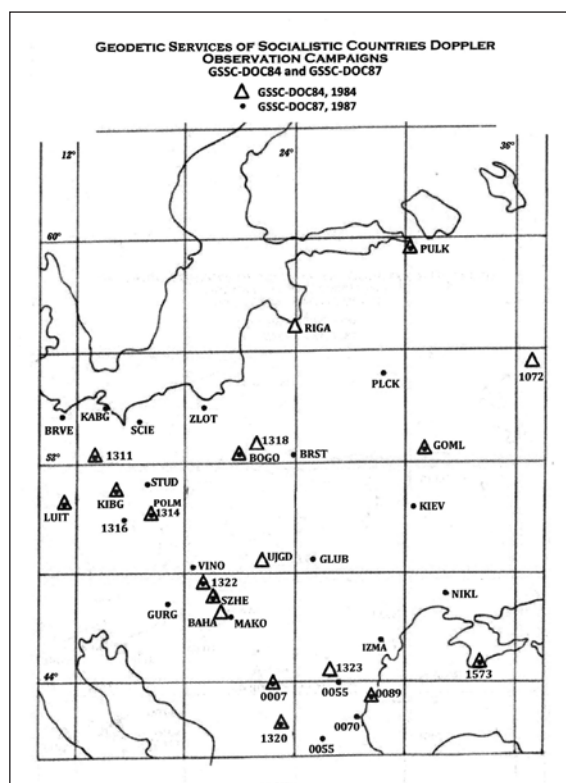 GEODETIC SERVICES OF SOCIALISTIC COUNTRIES DOPPLER
OBSERVATION CAMPAIGNS
GSSC-DOC84 and GSSC-DOC87
GSSC-DOC84, 1984
GSSC-DOC87, 1987
12° 24° 36°
60°
PULK
RIGA
1072
PLCK
BRVE KABG SCIE ZLOT
1318
GOML
52° 1311 BOGO BRST
STUD
KIBG
LUIT POLM
1314
1316
KIEV
UJGD GLUB
VINO
1322
NIKL
SZHE
GURG
BAHA MAKO
IZMA
1323
1573
44° 0007 0055 0089
0070
1320 0055